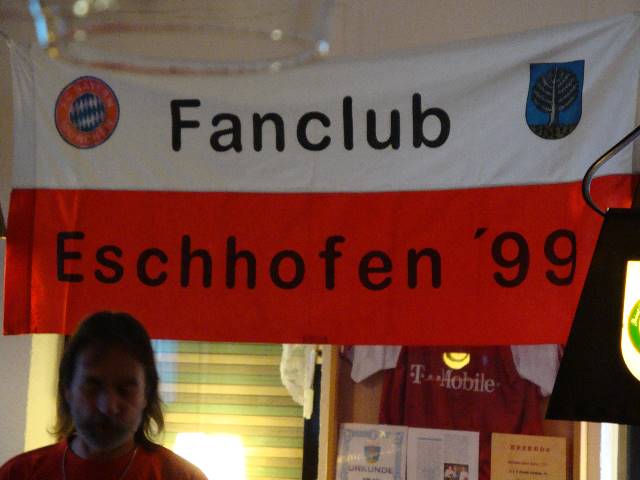 Fanclub
Eschhofen '99
T··Mobile·
URKUNDE